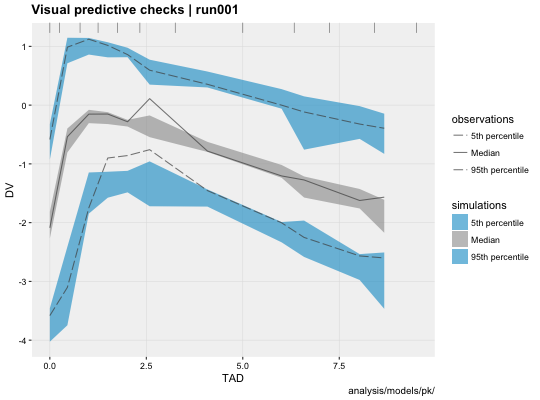 Visual predictive checks | run001
1
0
-1
-2
-3
-4
DV
0.0
2.5
5.0
7.5
TAD
analysis/models/pk/
observations
5th percentile
Median
95th percentile
simulations
5th percentile
Median
95th percentile